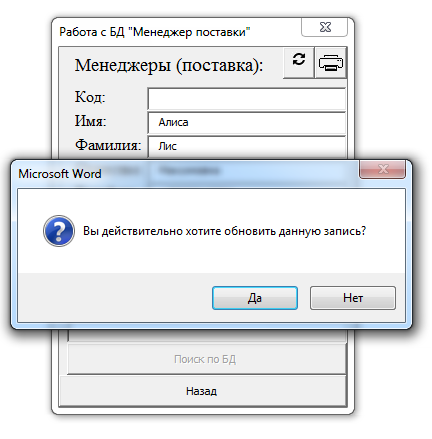 Работа с БД "Менеджер поставки"
Менеджеры (поставка):
Код:
Имя: Алиса
Фамилия: Лис
Microsoft Word
Вы действительно хотите обновить данную запись?
Да Нет
Поиск по БД
Назад